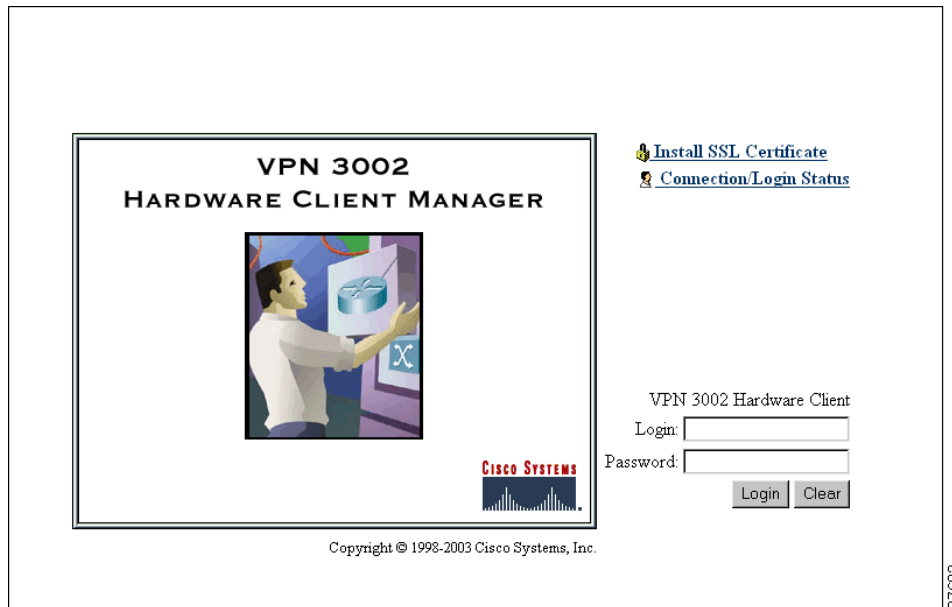 VPN 3002
HARDWARE CLIENT MANAGER
CISCO SYSTEMS
Copyright © 1998-2003 Cisco Systems, Inc.
Install SSL Certificate
Connection/Login Status
VPN 3002 Hardware Client
Login:
Password:
Login Clear